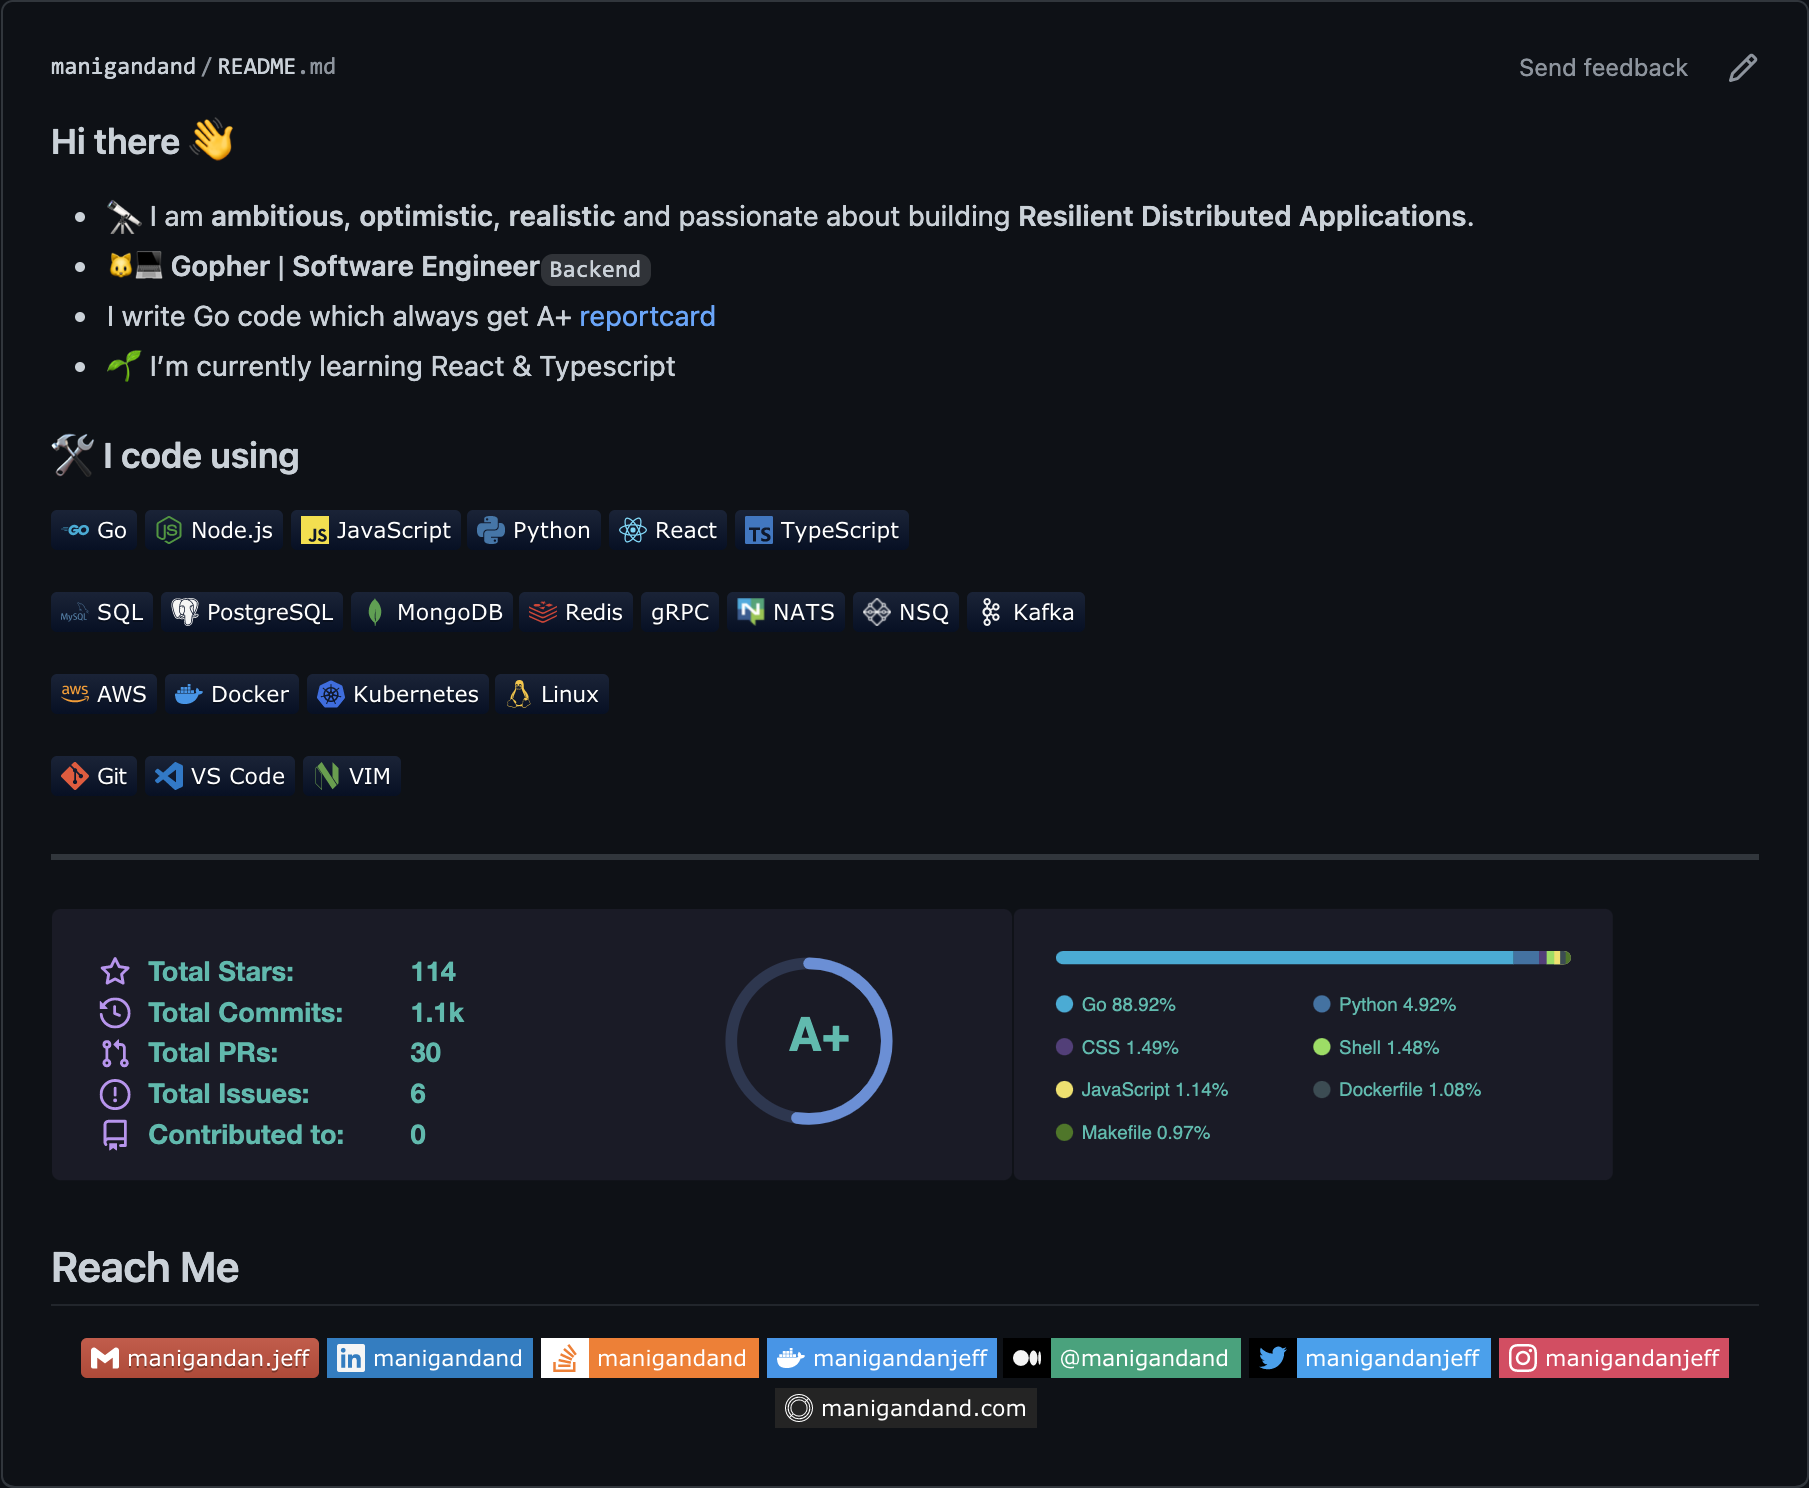 manigandand / README.md
Send feedback
Hi there 👋
• 🔭 I am ambitious, optimistic, realistic and passionate about building Resilient Distributed Applications.
• 🐱💻 Gopher | Software Engineer Backend
• I write Go code which always get A+ reportcard
• 🌱 I’m currently learning React & Typescript
🛠 I code using
GO Go JS Node.js JS JavaScript Python React TS TypeScript
MySQL SQL PostgreSQL MongoDB Redis gRPC N NATS NSQ Kafka
aws AWS Docker Kubernetes Linux
Git VS Code VIM
Total Stars: 114
Total Commits: 1.1k
Total PRs: 30
Total Issues: 6
Contributed to: 0
A+
Go 88.92% Python 4.92%
CSS 1.49% Shell 1.48%
JavaScript 1.14% Dockerfile 1.08%
Makefile 0.97%
Reach Me
manigandan.jeff in manigandand manigandand manigandanjeff @manigandand manigandanjeff manigandanjeff
manigandand.com